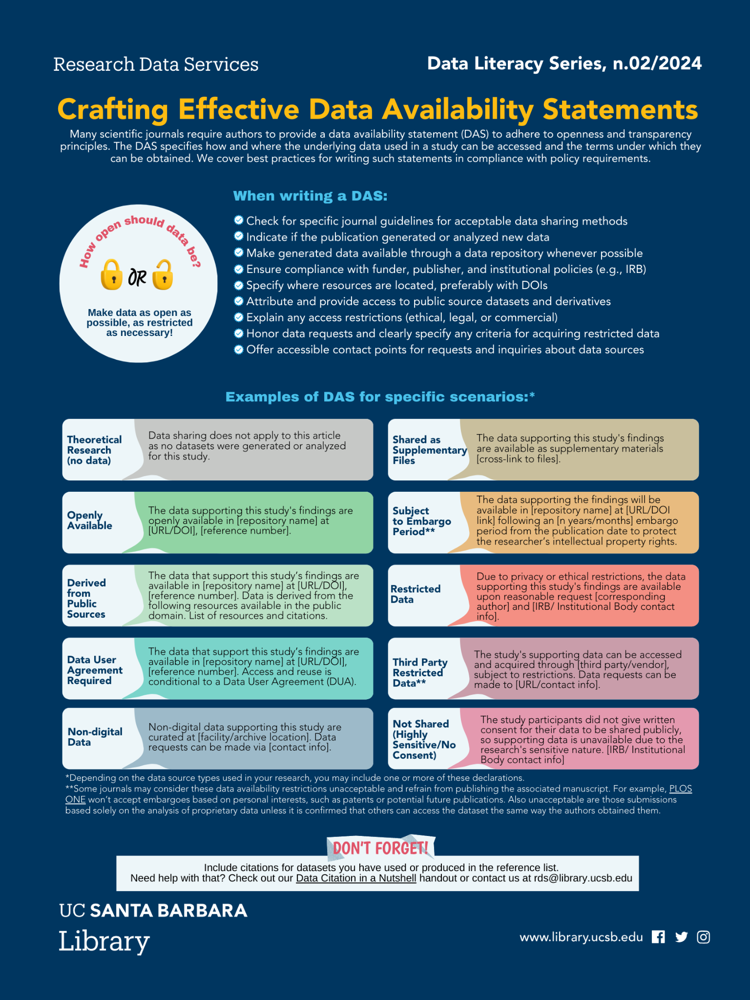 Research Data Services
Data Literacy Series, n.02/2024
Crafting Effective Data Availability Statements
Many scientific journals require authors to provide a data availability statement (DAS) to adhere to openness and transparency
principles. The DAS specifies how and where the underlying data used in a study can be accessed and the terms under which they
can be obtained. We cover best practices for writing such statements in compliance with policy requirements.
How open should data be?
OR
Make data as open as
possible, as restricted
as necessary!
When writing a DAS:
Check for specific journal guidelines for acceptable data sharing methods
Indicate if the publication generated or analyzed new data
Make generated data available through a data repository whenever possible
Ensure compliance with funder, publisher, and institutional policies (e.g., IRB)
Specify where resources are located, preferably with DOIs
Attribute and provide access to public source datasets and derivatives
Explain any access restrictions (ethical, legal, or commercial)
Honor data requests and clearly specify any criteria for acquiring restricted data
Offer accessible contact points for requests and inquiries about data sources
Examples of DAS for specific scenarios:*
Theoretical
Research
(no data)
Data sharing does not apply to this article
as no datasets were generated or analyzed
for this study.
Shared as
Supplementary
Files
The data supporting this study's findings
are available as supplementary materials
[cross-link to files].
Openly
Available
The data supporting this study's findings are
openly available in [repository name] at
[URL/DOI], [reference number].
Subject
to Embargo
Period**
The data supporting the findings will be
available in [repository name] at [URL/DOI
link] following an [n years/months] embargo
period from the publication date to protect
the researcher’s intellectual property rights.
Derived
from
Public
Sources
The data that support this study’s findings are
available in [repository name] at [URL/DOI],
[reference number]. Data is derived from the
following resources available in the public
domain. List of resources and citations.
Restricted
Data
Due to privacy or ethical restrictions, the data
supporting this study's findings are available
upon reasonable request [corresponding
author] and [IRB/ Institutional Body contact
info].
Data User
Agreement
Required
The data that support this study’s findings are
available in [repository name] at [URL/DOI],
[reference number]. Access and reuse is
conditional to a Data User Agreement (DUA).
Third Party
Restricted
Data**
The study's supporting data can be accessed
and acquired through [third party/vendor],
subject to restrictions. Data requests can be
made to [URL/contact info].
Non-digital
Data
Non-digital data supporting this study are
curated at [facility/archive location]. Data
requests can be made via [contact info].
Not Shared
(Highly
Sensitive/No
Consent)
The study participants did not give written
consent for their data to be shared publicly,
so supporting data is unavailable due to the
research's sensitive nature. [IRB/ Institutional
Body contact info]
*Depending on the data source types used in your research, you may include one or more of these declarations.
**Some journals may consider these data availability restrictions unacceptable and refrain from publishing the associated manuscript. For example, PLOS
ONE won’t accept embargoes based on personal interests, such as patents or potential future publications. Also unacceptable are those submissions
based solely on the analysis of proprietary data unless it is confirmed that others can access the dataset the same way the authors obtained them.
DON'T FORGET!
Include citations for datasets you have used or produced in the reference list.
Need help with that? Check out our Data Citation in a Nutshell handout or contact us at rds@library.ucsb.edu
UC SANTA BARBARA
Library
www.library.ucsb.edu